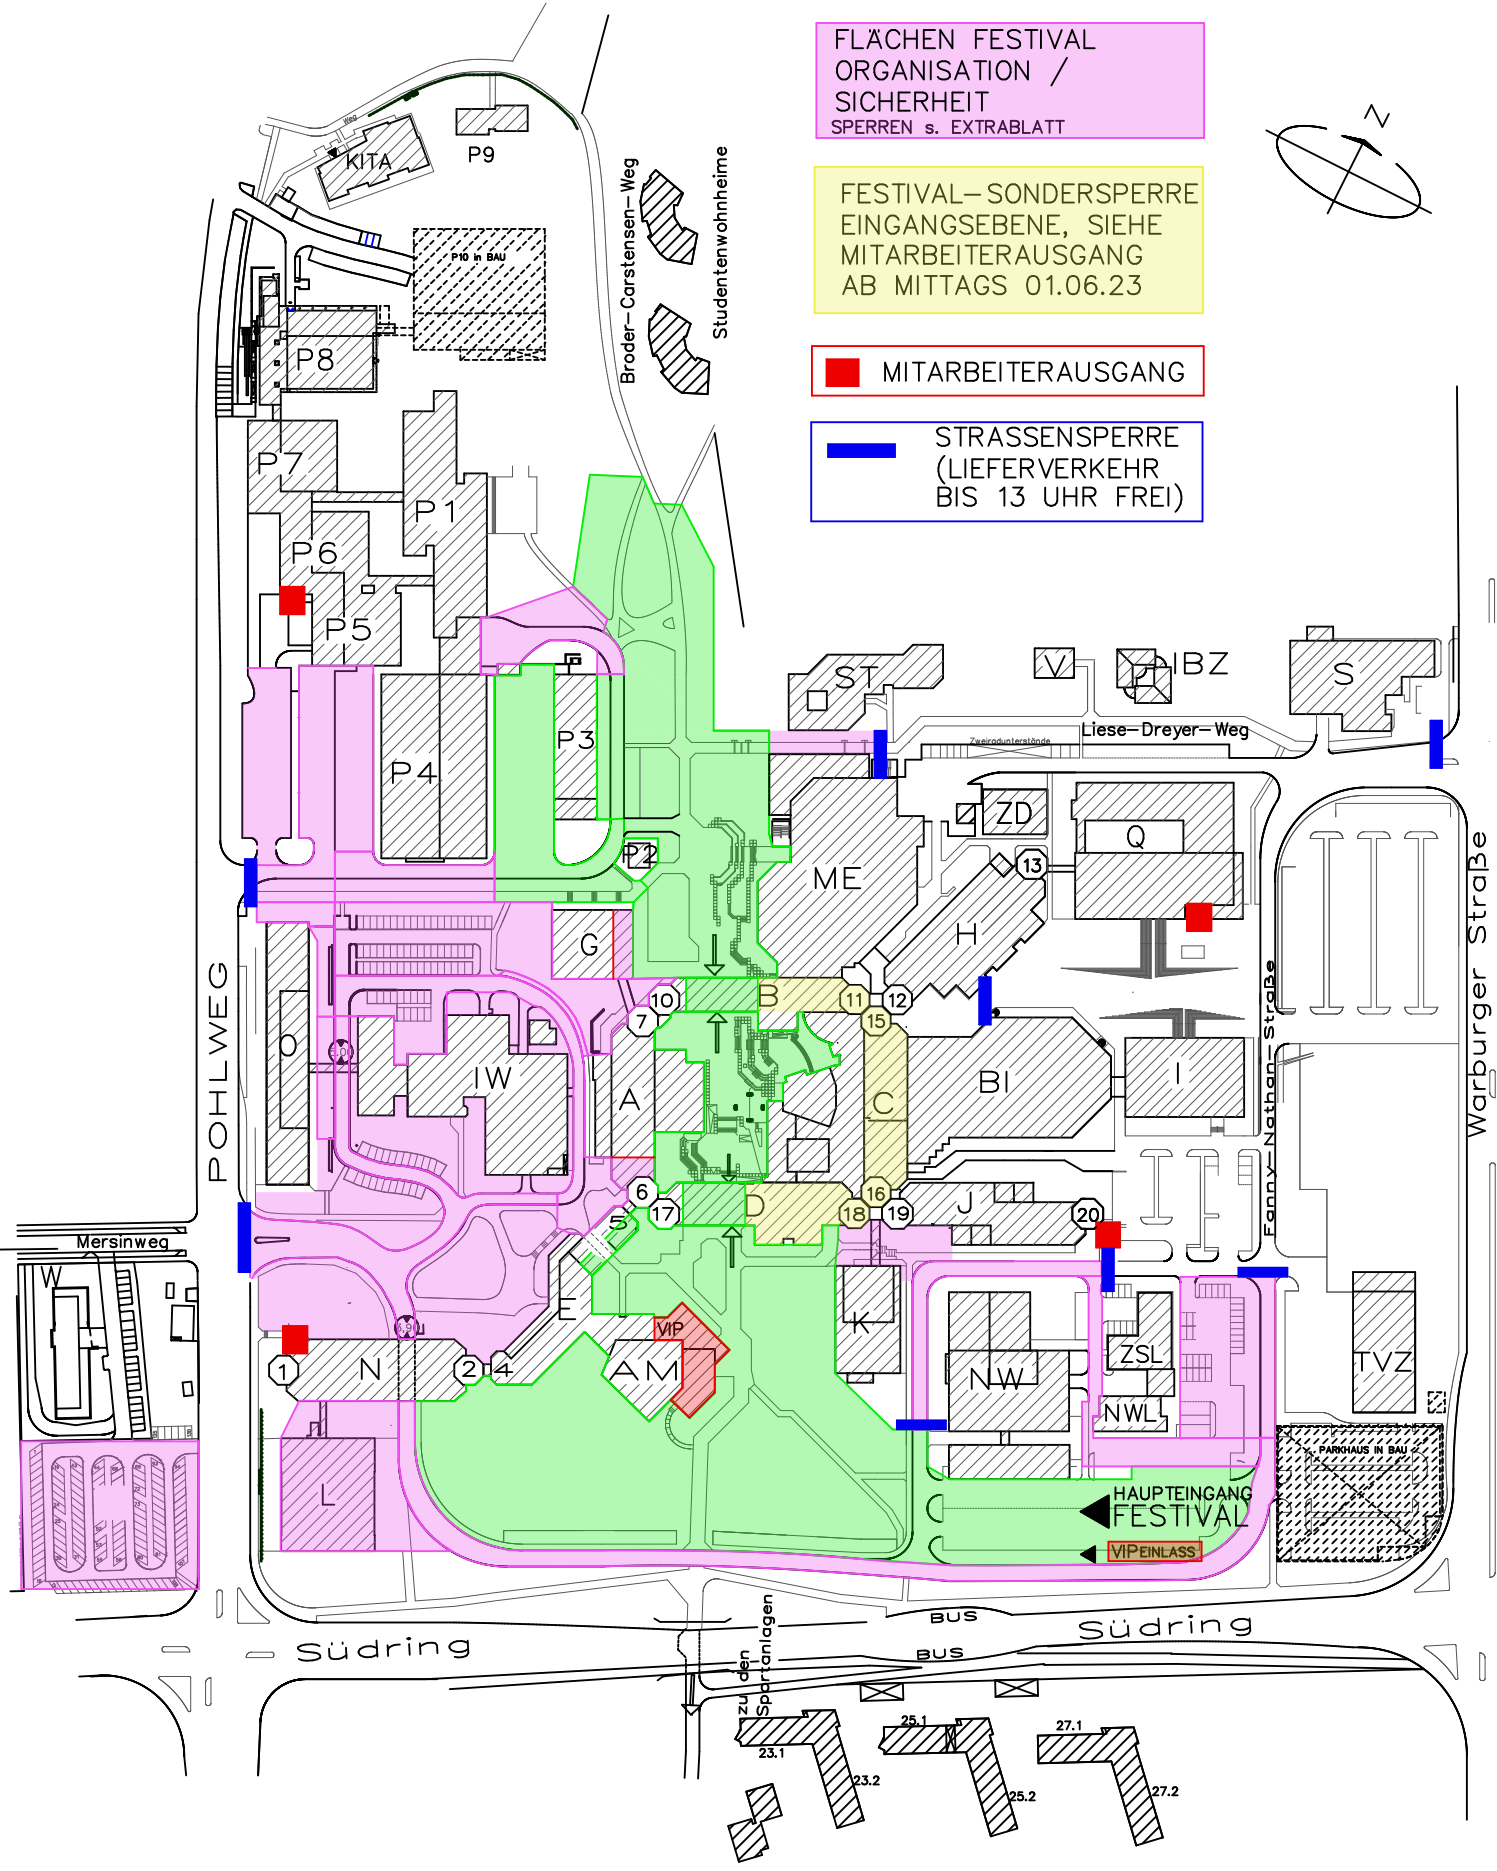 FLÄCHEN FESTIVAL
ORGANISATION /
SICHERHEIT
SPERREN s. EXTRABLATT
FESTIVAL-SONDERSPERRE
EINGANGSEBENE, SIEHE
MITARBEITERAUSGANG
AB MITTAGS 01.06.23
MITARBEITERAUSGANG
STRASSENSPERRE
(LIEFERVERKEHR
BIS 13 UHR FREI)
N
Weg
KITA
P9
P10 in BAU
Broder-Carstensen-Weg
Studentenwohnheime
P8
P7
P1
P6
P5
P4
P3
P2
ST
V
IBZ
S
Liese-Dreyer-Weg
Zweiradunterstände
ZD
Q
ME
13
H
G
B
10
11
12
7
15
POHLWEG
O
IW
A
C
BI
I
Fanny-Nathan-Straße
Warburger Straße
6
17
D
16
18
19
J
20
5
Mersinweg
W
E
VIP
AM
K
NW
ZSL
NWL
TVZ
1
N
2
4
L
PARKHAUS IN BAU
HAUPTEINGANG
FESTIVAL
VIP EINLASS
Südring
BUS
BUS
Südring
zu den
Sportanlagen
23.1
23.2
25.1
25.2
27.1
27.2